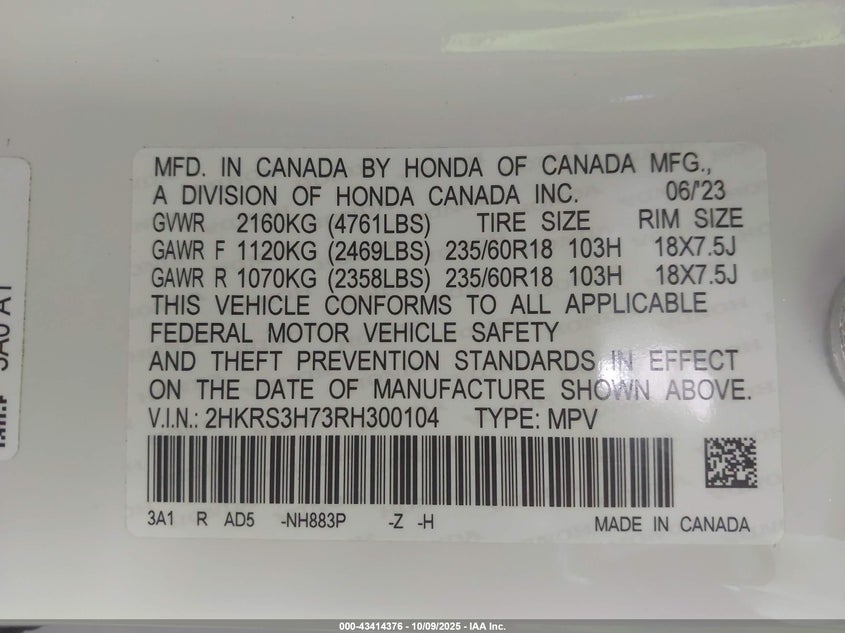 MFD. IN CANADA BY HONDA OF CANADA MFG.,
A DIVISION OF HONDA CANADA INC. 06/'23
GVWR 2160KG (4761LBS) TIRE SIZE RIM SIZE
GAWR F 1120KG (2469LBS) 235/60R18 103H 18X7.5J
GAWR R 1070KG (2358LBS) 235/60R18 103H 18X7.5J
THIS VEHICLE CONFORMS TO ALL APPLICABLE
FEDERAL MOTOR VEHICLE SAFETY
AND THEFT PREVENTION STANDARDS IN EFFECT
ON THE DATE OF MANUFACTURE SHOWN ABOVE.
V.I.N.: 2HKRS3H73RH300104 TYPE: MPV
3A1 R AD5 -NH883P -Z -H MADE IN CANADA
000-43414376 - 10/09/2025 - IAA Inc.